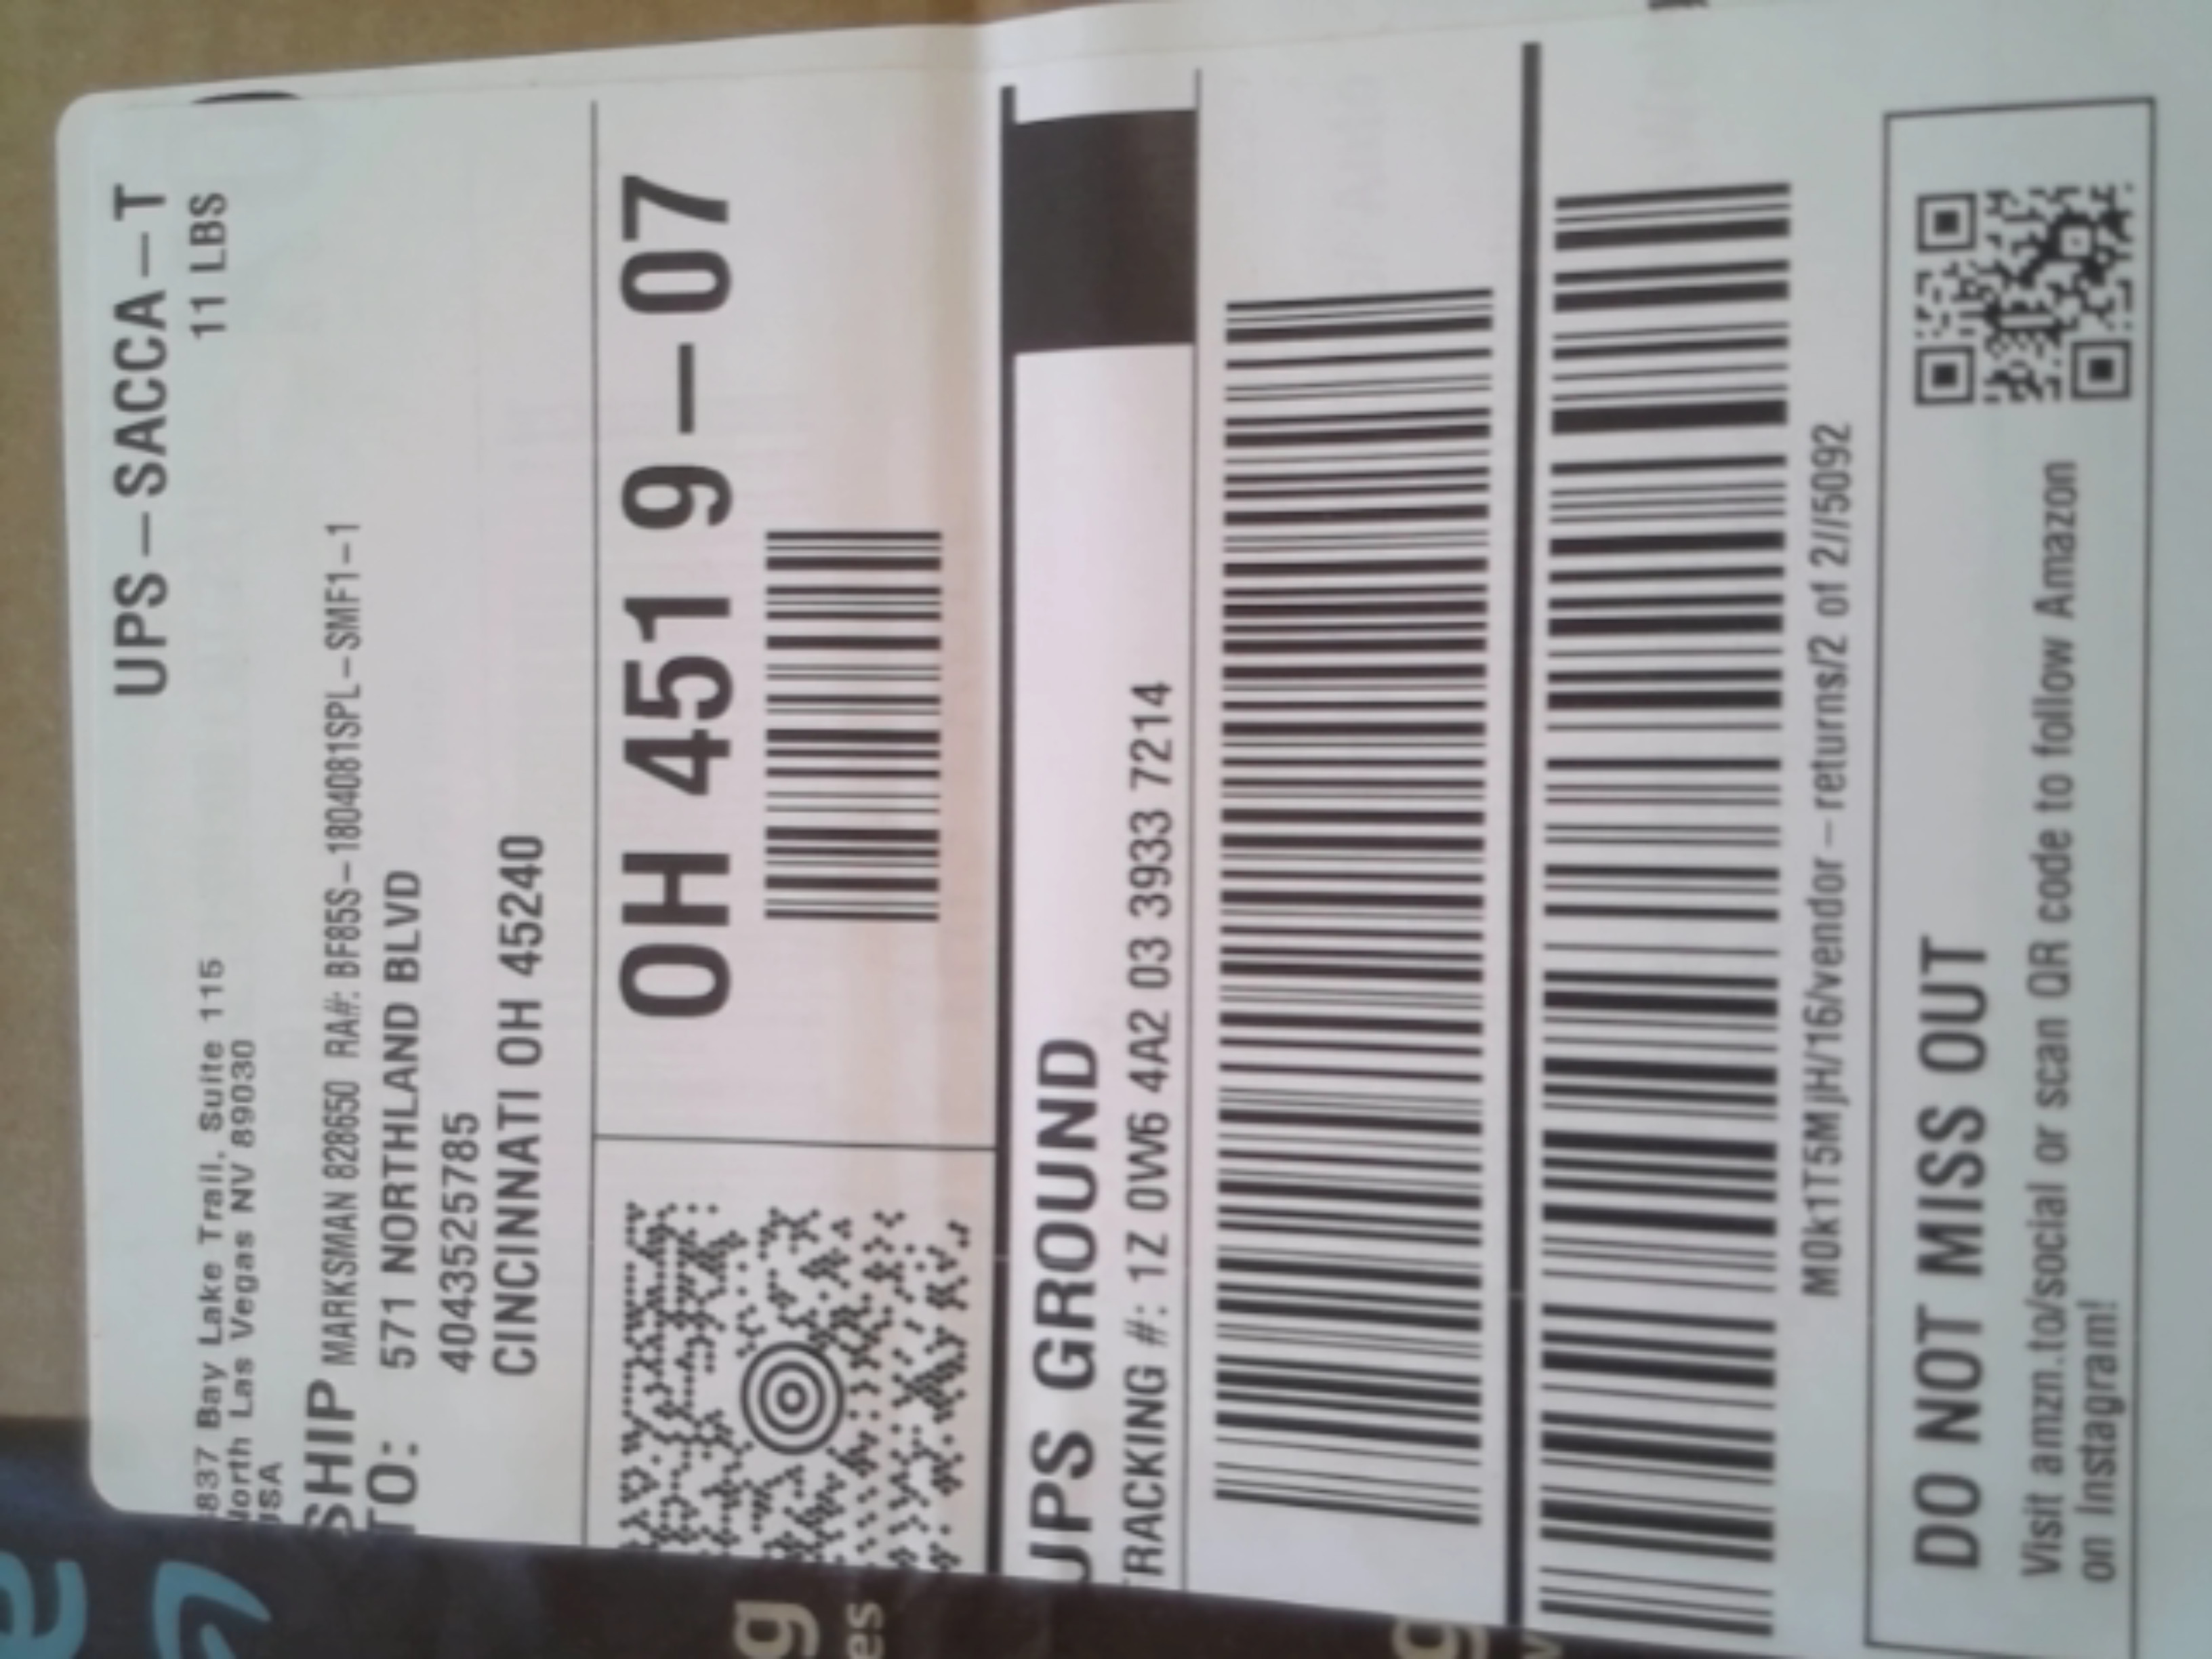 UPS-SACCA-T
11 LBS
837 Bay Lake Trail, Suite 115
North Las Vegas NV 89030
USA
SHIP TO:
MARKSMAN 828650 RA#: BF85S-1804081SPL-SMF1-1
571 NORTHLAND BLVD
4043525785
CINCINNATI OH 45240
OH 451 9-07
UPS GROUND
TRACKING #: 1Z 0W6 4A2 03 3933 7214
M0k1T5MjH/16/vendor-returns/2 of 2//5092
DO NOT MISS OUT
Visit amzn.to/social or scan QR code to follow Amazon
on Instagram!
a
g
es
g